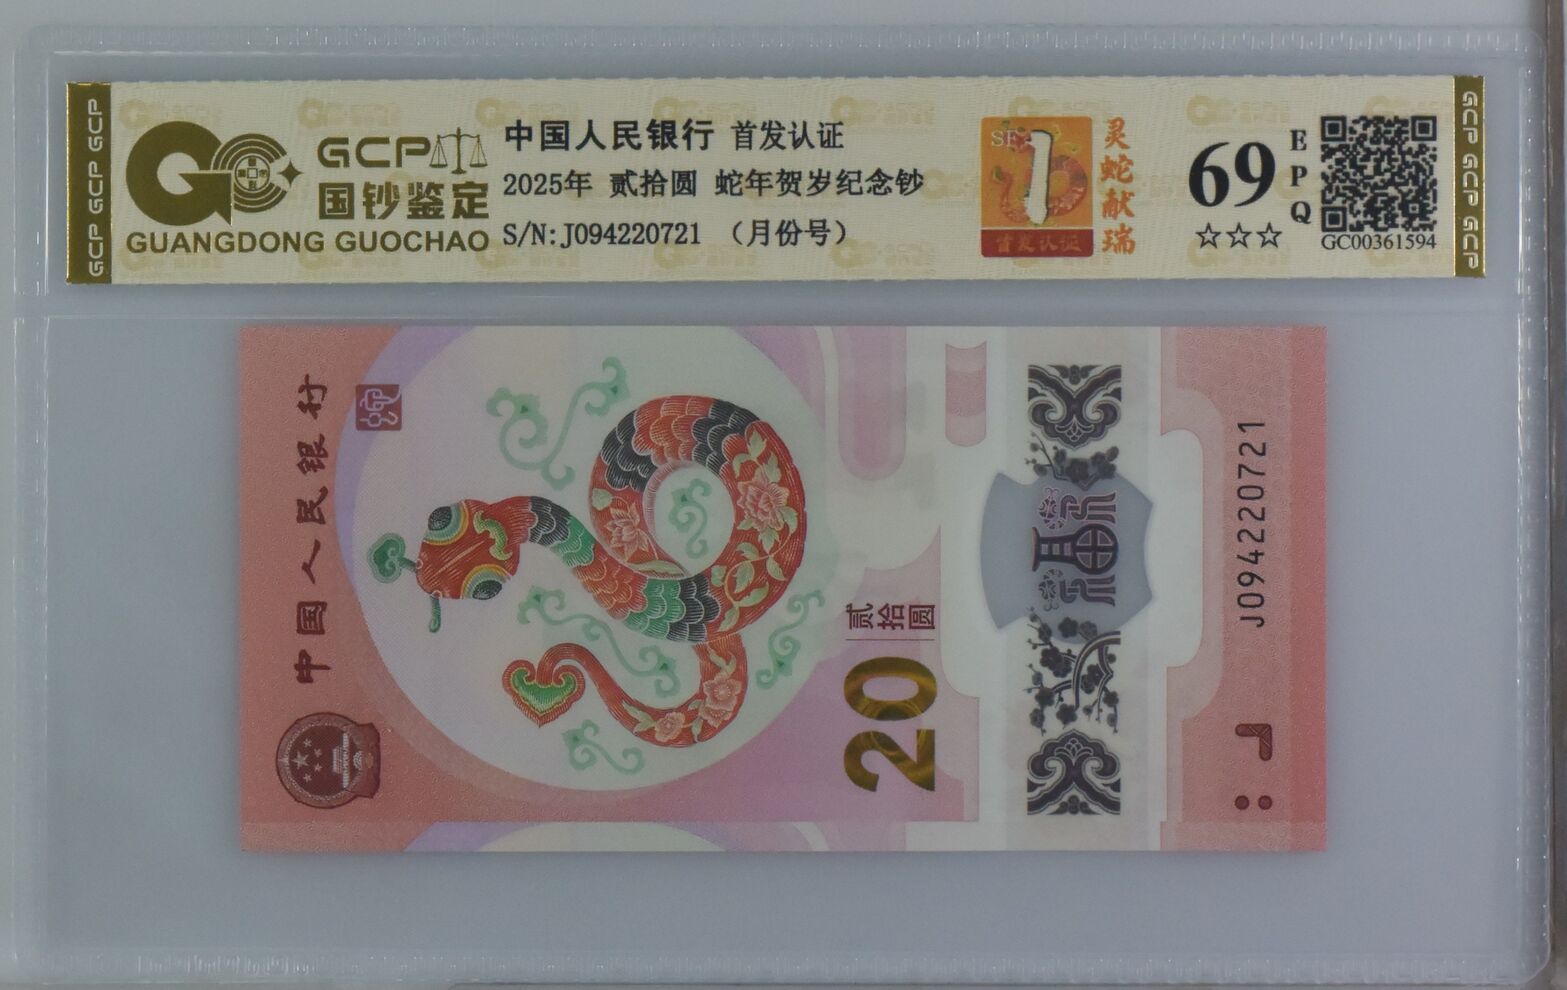 GCP GCP GCP
GCP
国钞鉴定
GUANGDONG GUOCHAO
中国人民银行 首发认证
2025年 贰拾圆 蛇年贺岁纪念钞
S/N:J094220721 （月份号）
1
首发认证
灵蛇献瑞
69
EPQ
☆☆☆
GC00361594
GCP GCP GCP
中国人民银行
贰拾圆
20
福
J094220721